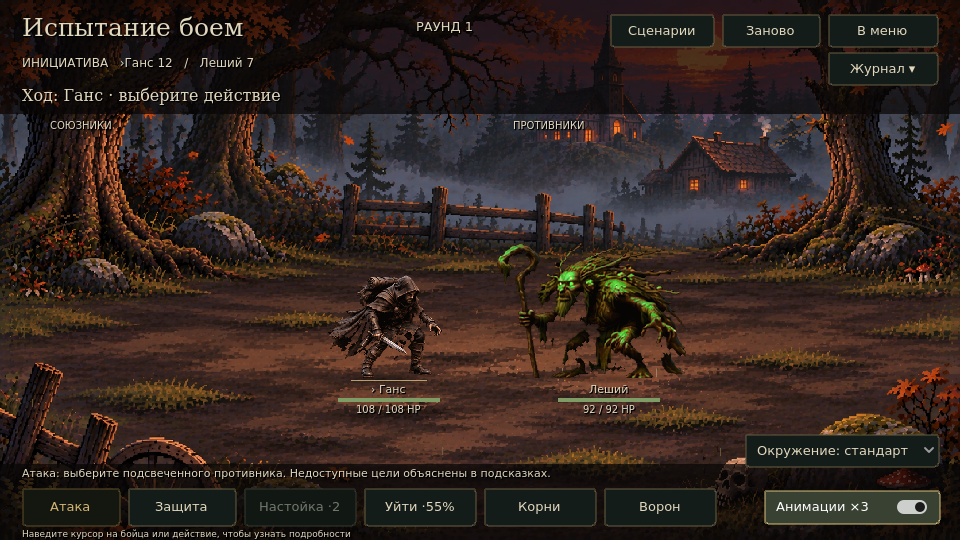 Испытание боем
РАУНД 1
Сценарии
Заново
В меню
ИНИЦИАТИВА ›Ганс 12 / Леший 7
Журнал ▾
Ход: Ганс · выберите действие
СОЮЗНИКИ
ПРОТИВНИКИ
› Ганс
108 / 108 HP
Леший
92 / 92 HP
Окружение: стандарт
Атака: выберите подсвеченного противника. Недоступные цели объяснены в подсказках.
Атака
Защита
Настойка ·2
Уйти ·55%
Корни
Ворон
Анимации ×3
Наведите курсор на бойца или действие, чтобы узнать подробности